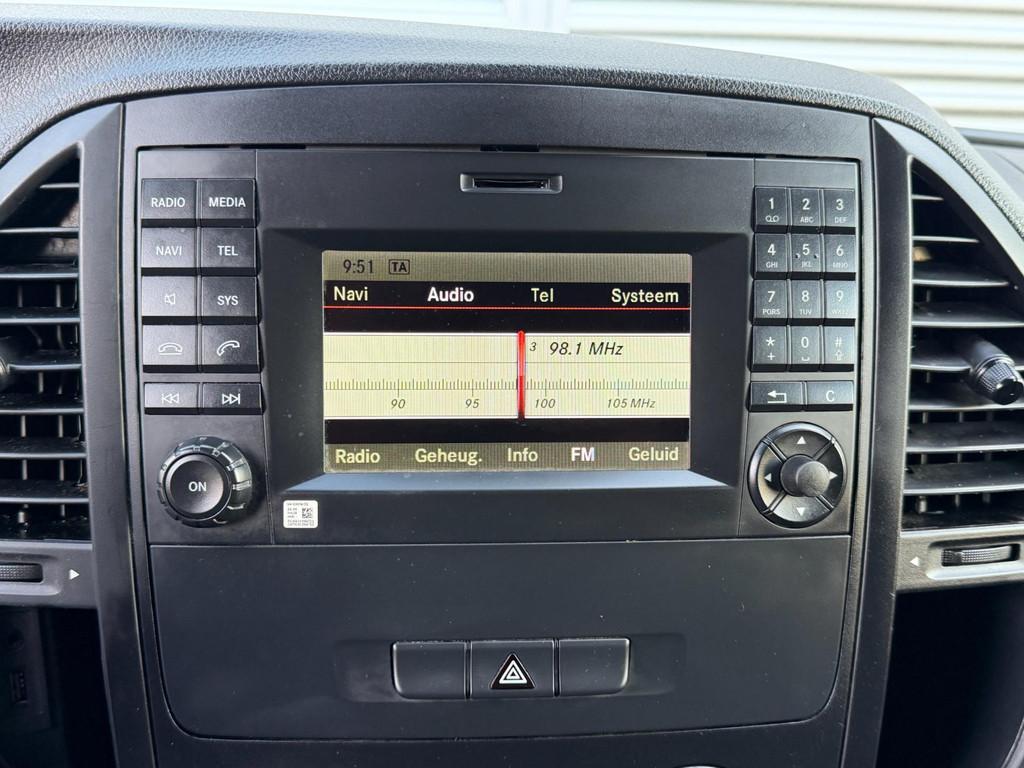 RADIO MEDIA
NAVI TEL
SYS
ON
9:51 TA
Navi Audio Tel Systeem
3 98.1 MHz
90 95 100 105 MHz
Radio Geheug. Info FM Geluid
1 2 ABC 3 DEF
4 GHI 5 JKL 6 MNO
7 PQRS 8 TUV 9 WXYZ
* + 0 #
C